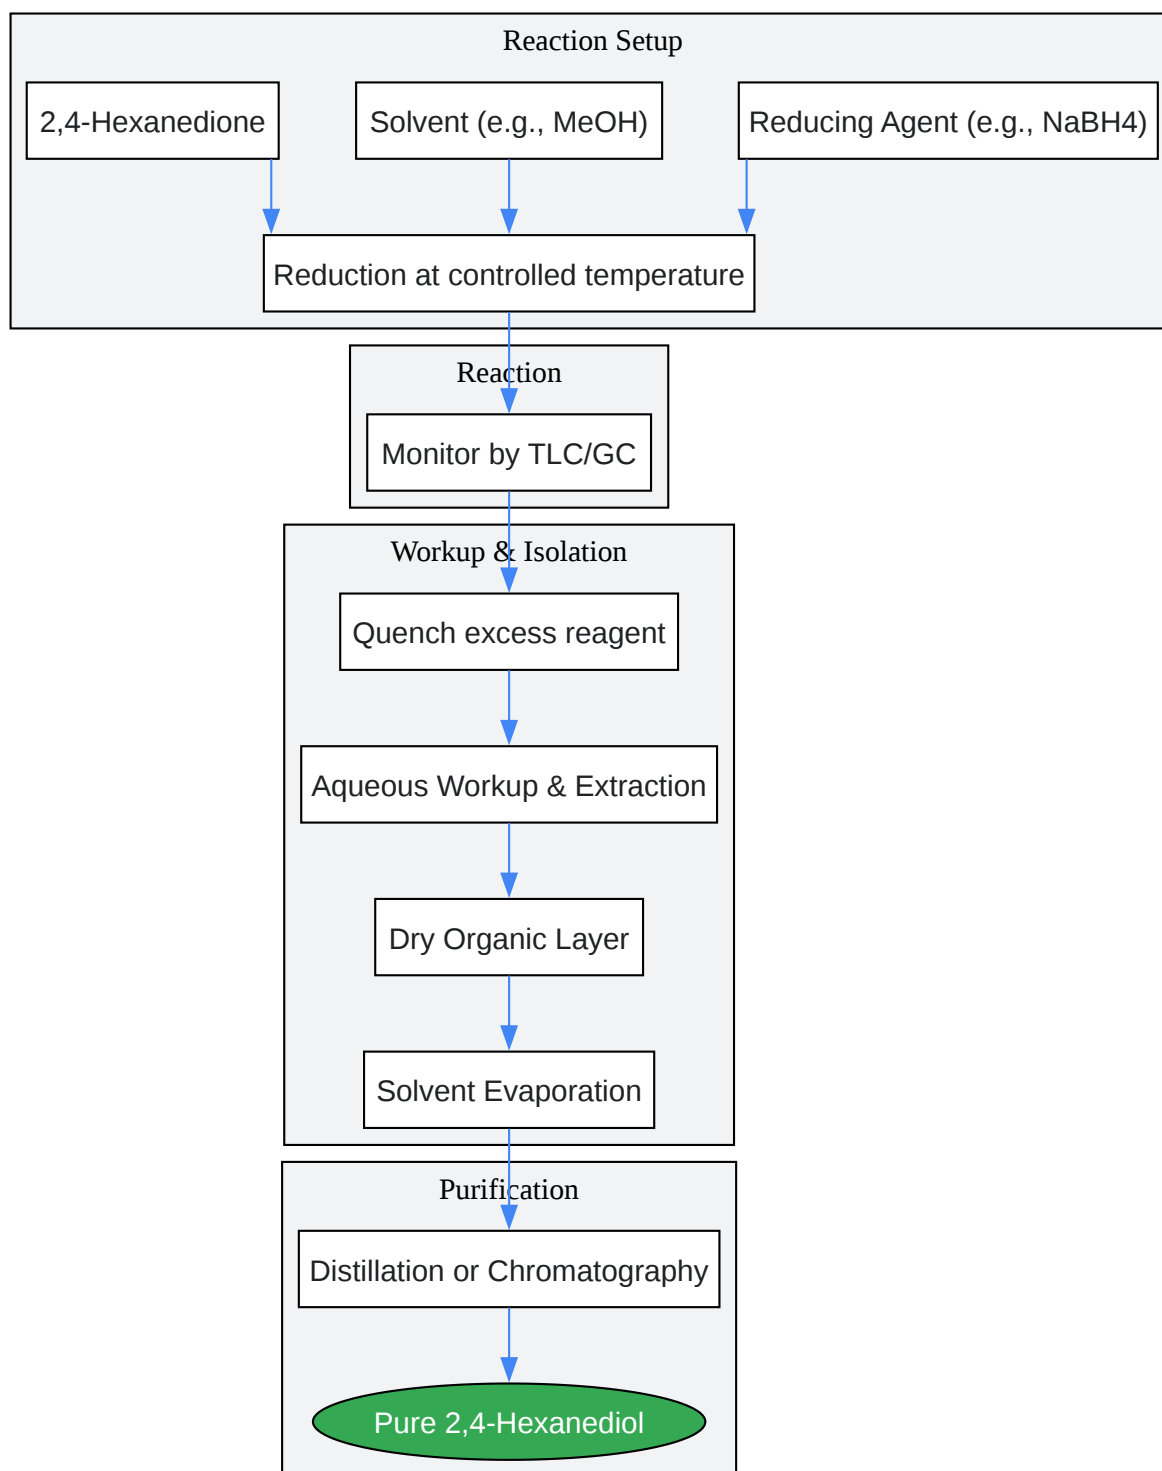 Reaction Setup
2,4-Hexanedione
Solvent (e.g., MeOH)
Reducing Agent (e.g., NaBH4)
Reduction at controlled temperature
Reaction
Monitor by TLC/GC
Workup & Isolation
Quench excess reagent
Aqueous Workup & Extraction
Dry Organic Layer
Solvent Evaporation
Purification
Distillation or Chromatography
Pure 2,4-Hexanediol